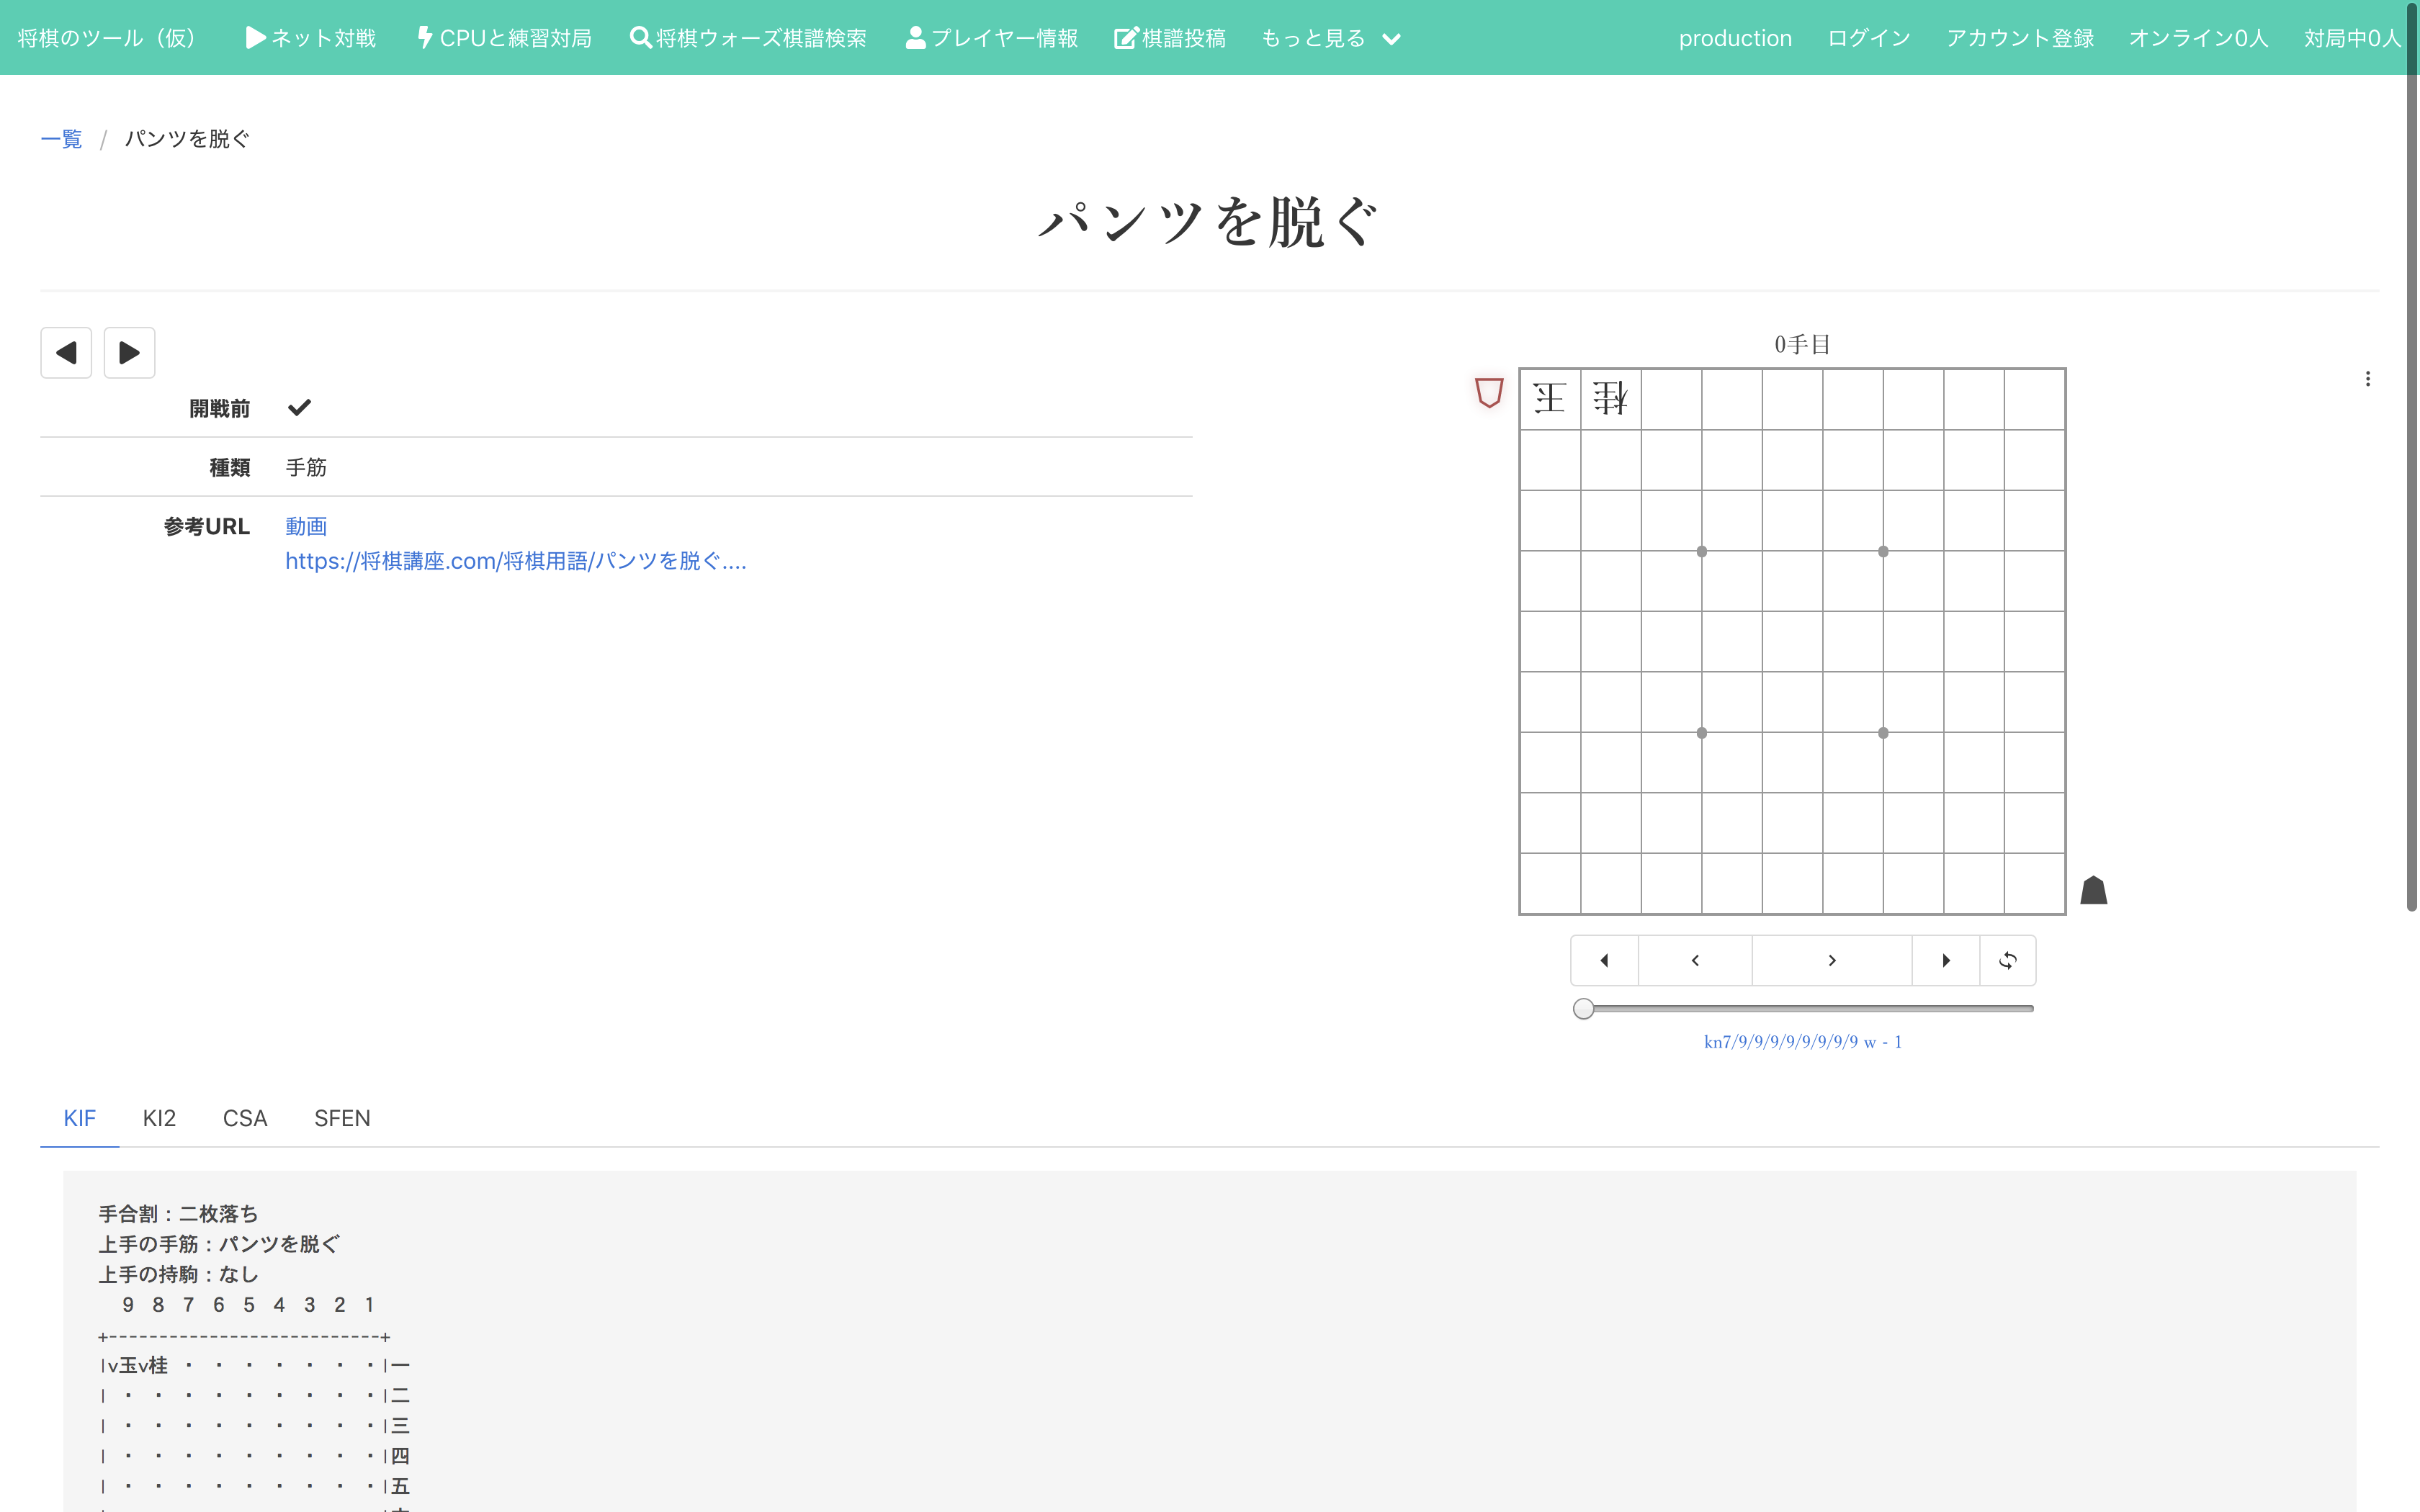 将棋のツール（仮） ネット対戦 CPUと練習対局 将棋ウォーズ棋譜検索 プレイヤー情報 棋譜投稿 もっと見る production ログイン アカウント登録 オンライン0人 対局中0人
一覧 / パンツを脱ぐ
パンツを脱ぐ
開戦前
種類 手筋
参考URL 動画
https://将棋講座.com/将棋用語/パンツを脱ぐ....
0手目
玉 桂
kn7/9/9/9/9/9/9/9/9 w - 1
KIF KI2 CSA SFEN
手合割：二枚落ち
上手の手筋：パンツを脱ぐ
上手の持駒：なし
9 8 7 6 5 4 3 2 1
+---------------------------+
|v玉v桂 ・ ・ ・ ・ ・ ・ ・|一
| ・ ・ ・ ・ ・ ・ ・ ・ ・|二
| ・ ・ ・ ・ ・ ・ ・ ・ ・|三
| ・ ・ ・ ・ ・ ・ ・ ・ ・|四
| ・ ・ ・ ・ ・ ・ ・ ・ ・|五